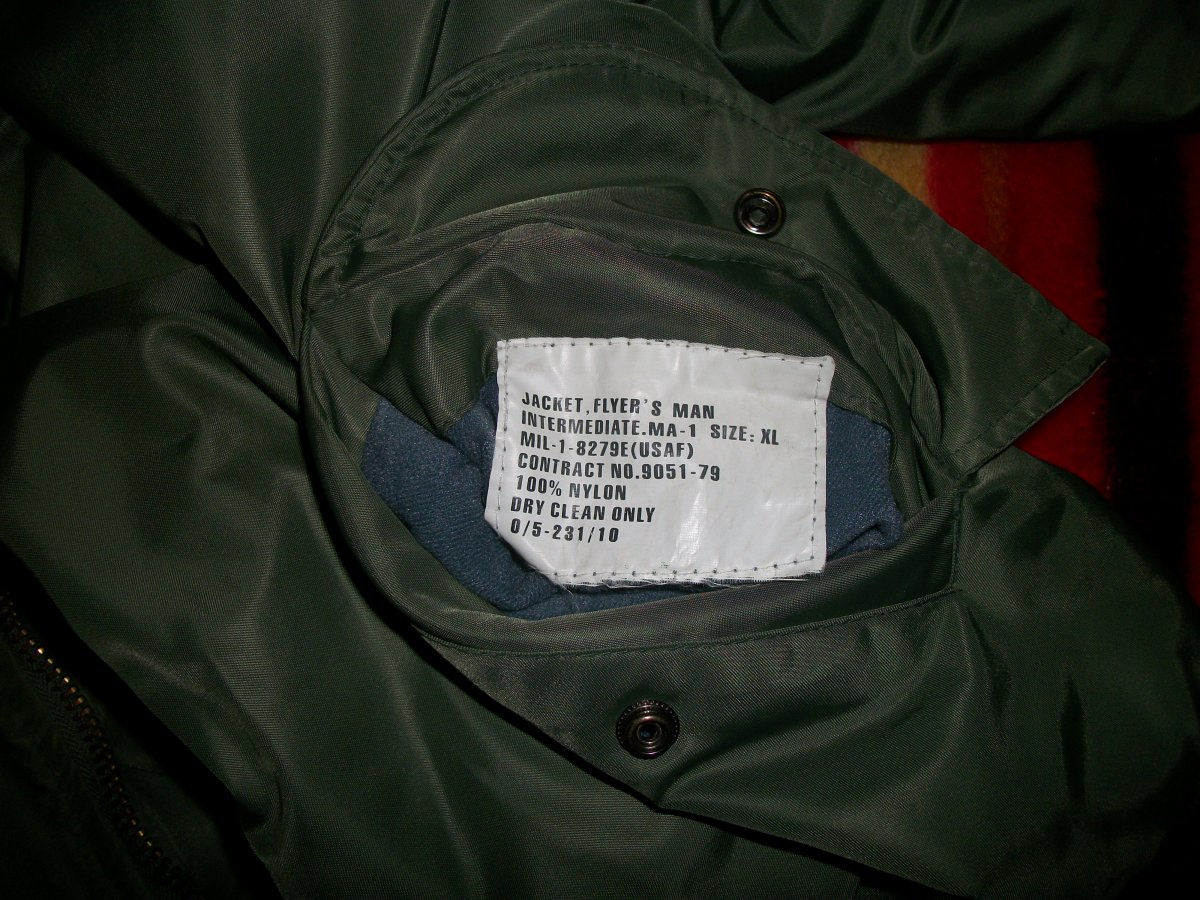 JACKET, FLYER'S MAN
INTERMEDIATE.MA-1 SIZE: XL
MIL-1-8279E(USAF)
CONTRACT NO.9051-79
100% NYLON
DRY CLEAN ONLY
0/5-231/10